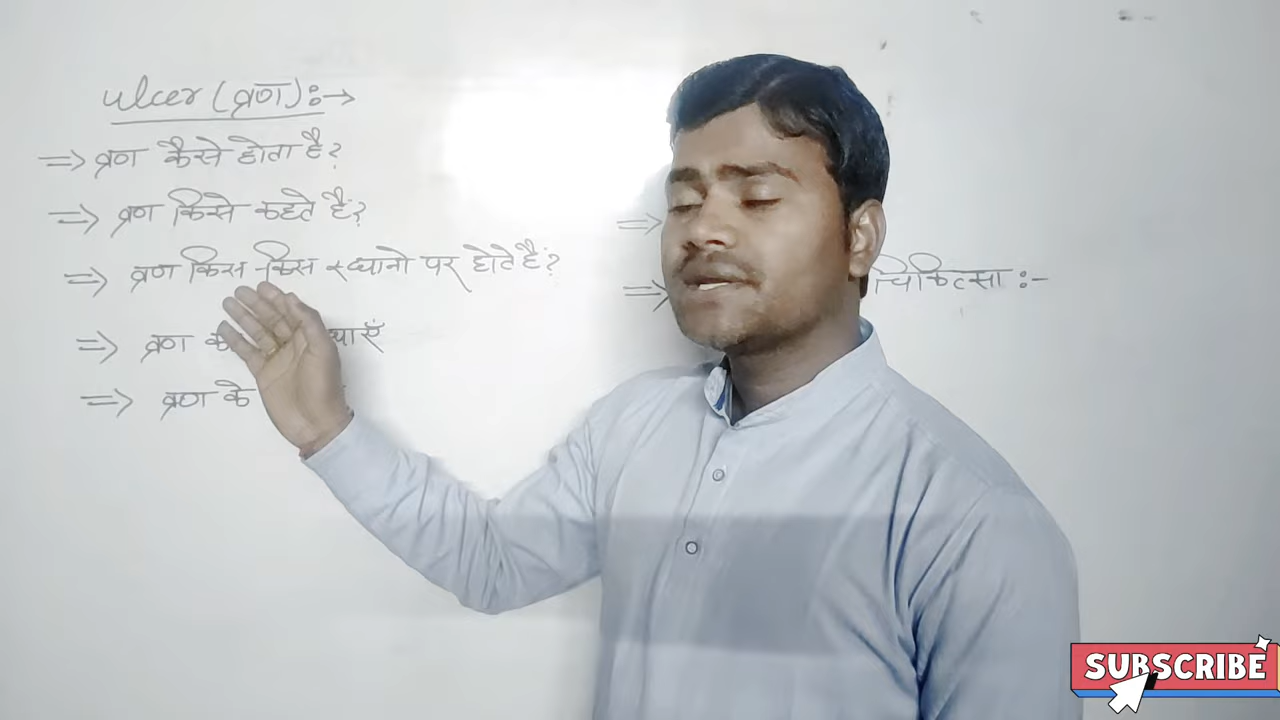 ulcer (व्रण) :→
⇒ व्रण कैसे होता है?
⇒ व्रण किसे कहते है?
⇒ व्रण किस-किस स्थानो पर होते है?
⇒ व्रण
⇒ व्रण के
⇒
⇒ चिकित्सा :-
SUBSCRIBE